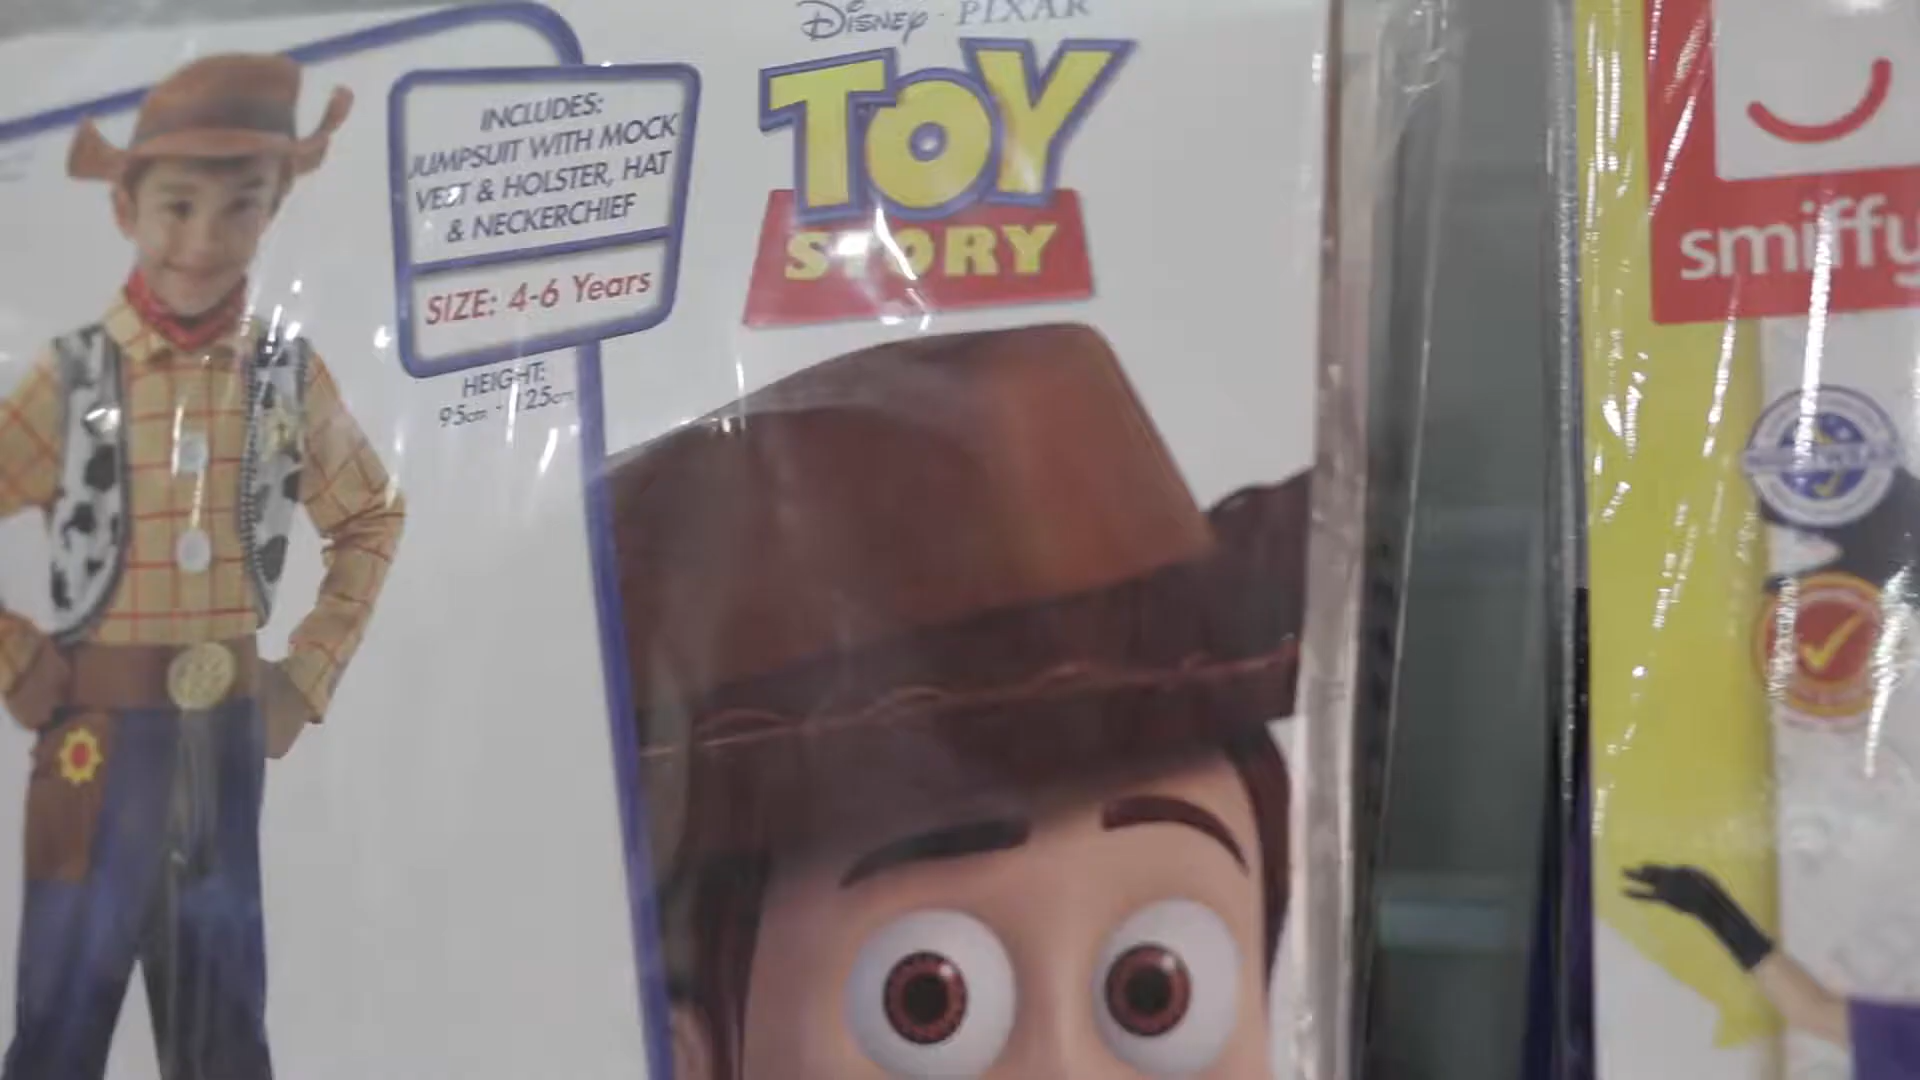 Disney · PIXAR
TOY
STORY
INCLUDES:
JUMPSUIT WITH MOCK
VEST & HOLSTER, HAT
& NECKERCHIEF
SIZE: 4-6 Years
HEIGHT:
95cm - 125cm
smiffy